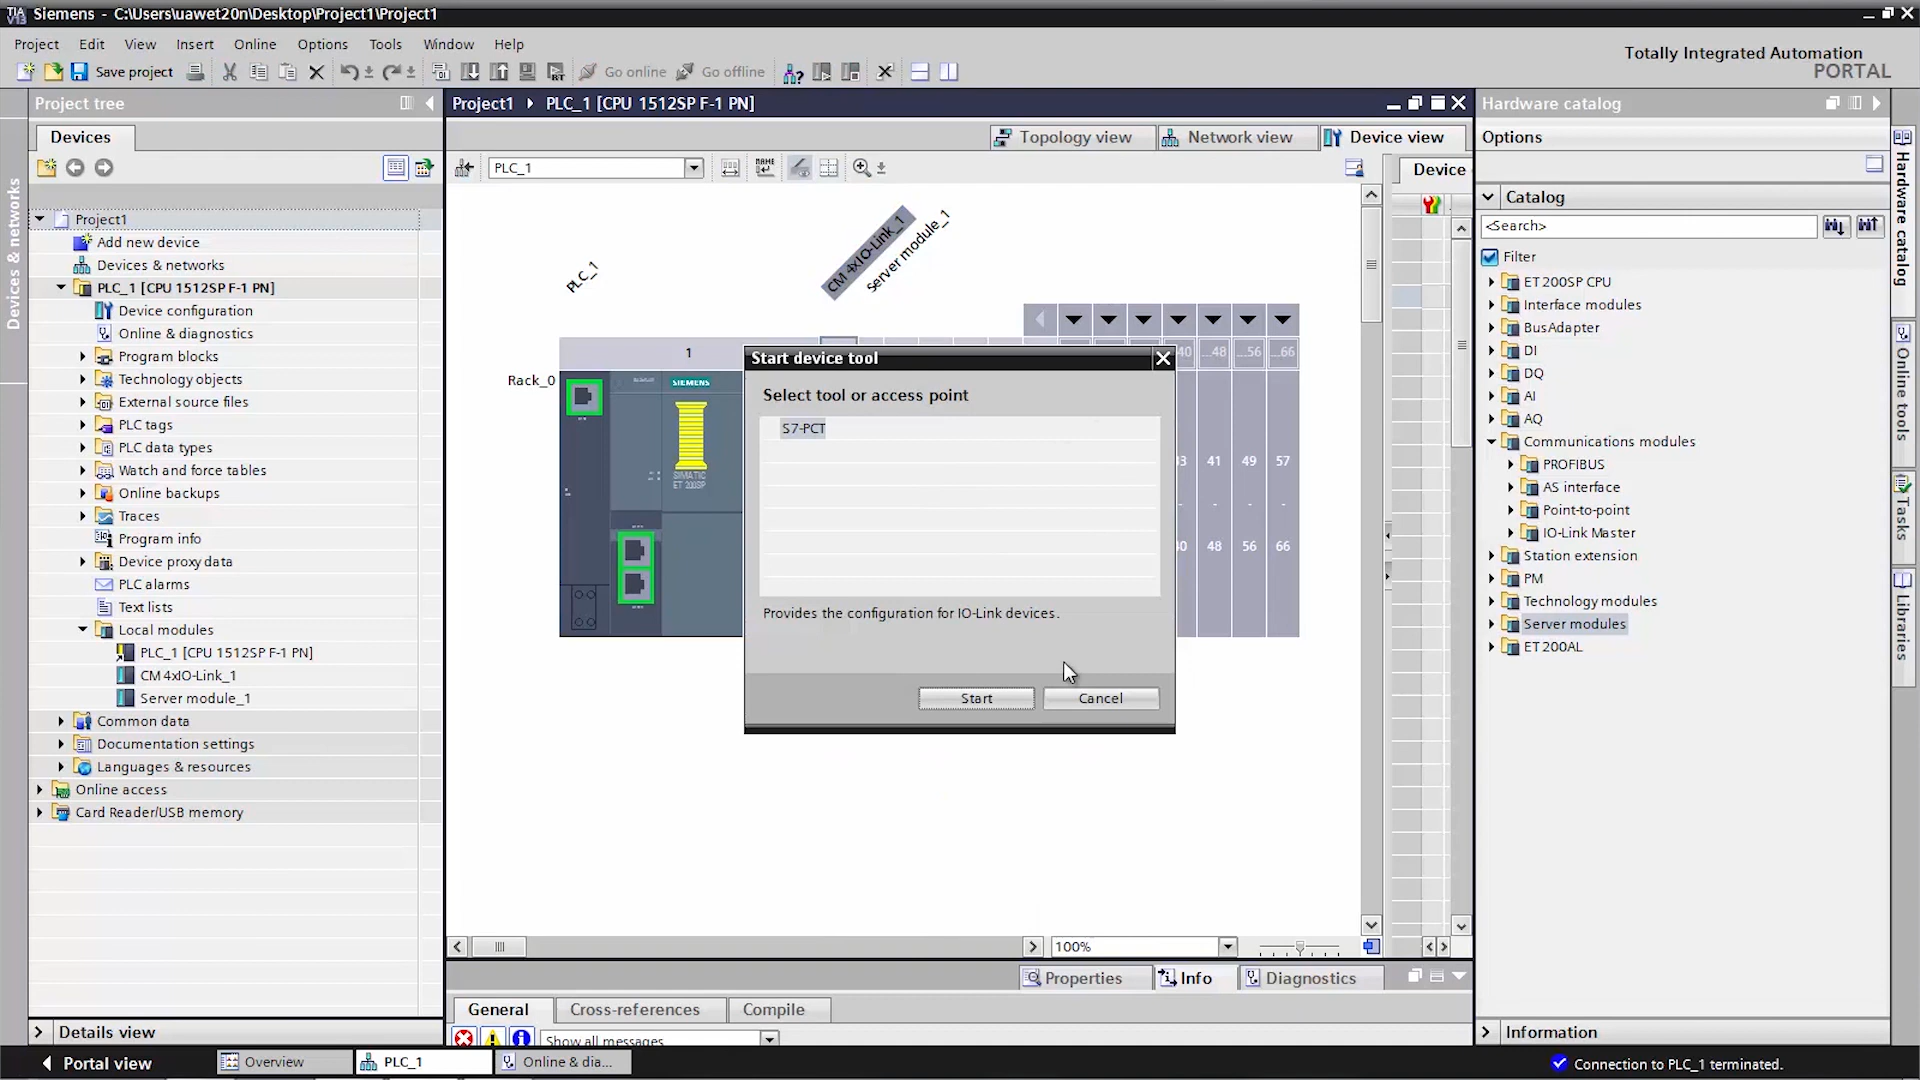 Siemens - C:\Users\uawet20n\Desktop\Project1\Project1
Project Edit View Insert Online Options Tools Window Help
Totally Integrated Automation
PORTAL
Save project
Go online
Go offline
Project tree
Devices
Devices & networks
Project1
Add new device
Devices & networks
PLC_1 [CPU 1512SP F-1 PN]
Device configuration
Online & diagnostics
Program blocks
Technology objects
External source files
PLC tags
PLC data types
Watch and force tables
Online backups
Traces
Program info
Device proxy data
PLC alarms
Text lists
Local modules
PLC_1 [CPU 1512SP F-1 PN]
CM 4xIO-Link_1
Server module_1
Common data
Documentation settings
Languages & resources
Online access
Card Reader/USB memory
Details view
Project1 PLC_1 [CPU 1512SP F-1 PN]
Topology view
Network view
Device view
PLC_1
Device
PLC_1
CM 4xIO-Link_1
Server module_1
Rack_0
1
SIEMENS
SIMATIC
ET 200SP
...48 ...56 ...66
41 49 57
48 56 66
Start device tool
Select tool or access point
S7-PCT
Provides the configuration for IO-Link devices.
Start
Cancel
100%
Properties
Info
Diagnostics
General
Cross-references
Compile
Show all messages
Hardware catalog
Options
Catalog
<Search>
Filter
ET 200SP CPU
Interface modules
BusAdapter
DI
DQ
AI
AQ
Communications modules
PROFIBUS
AS interface
Point-to-point
IO-Link Master
Station extension
PM
Technology modules
Server modules
ET 200AL
Information
Hardware catalog
Online tools
Tasks
Libraries
Portal view
Overview
PLC_1
Online & dia...
Connection to PLC_1 terminated.